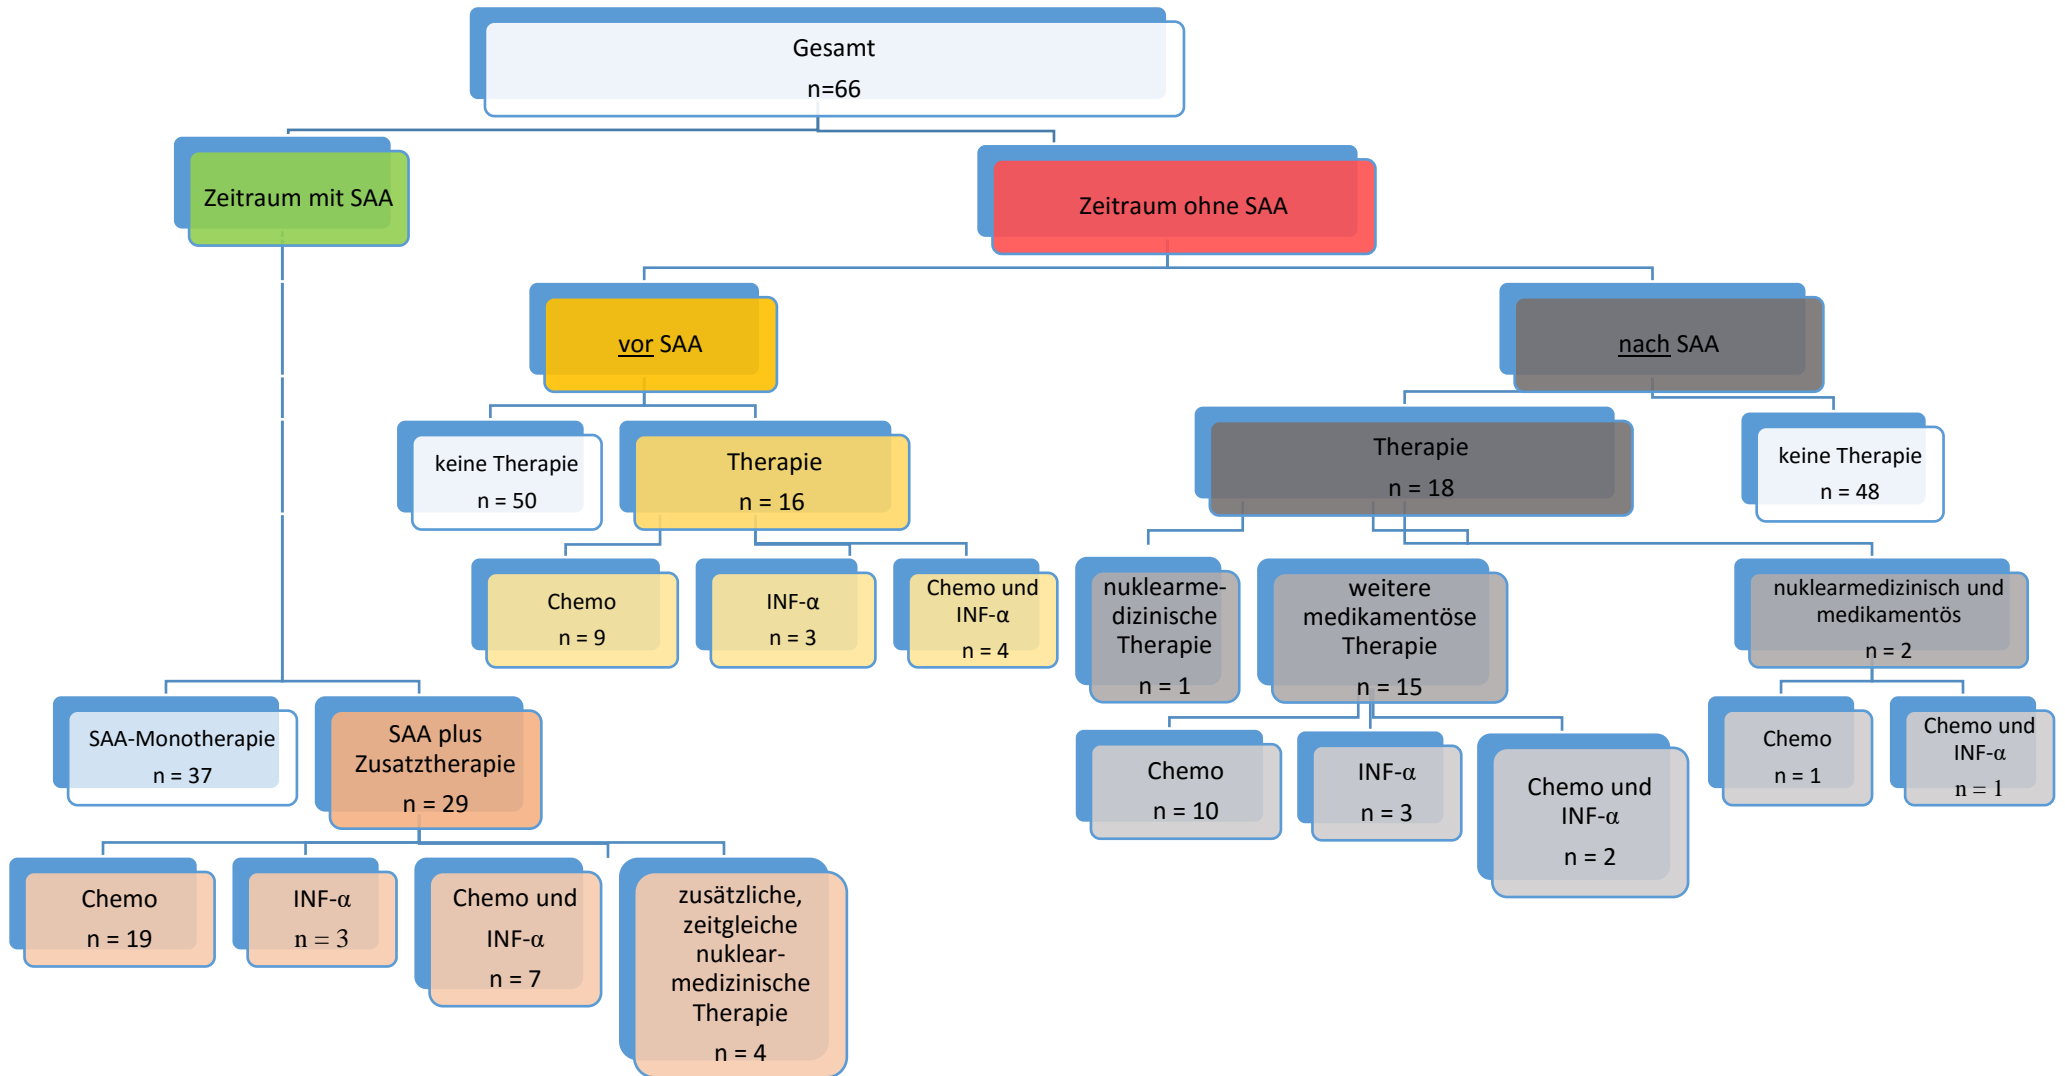 Gesamt
n=66
Zeitraum mit SAA
Zeitraum ohne SAA
vor SAA
nach SAA
keine Therapie
n = 50
Therapie
n = 16
Therapie
n = 18
keine Therapie
n = 48
Chemo
n = 9
INF-α
n = 3
Chemo und
INF-α
n = 4
nuklearme-
dizinische
Therapie
n = 1
weitere
medikamentöse
Therapie
n = 15
nuklearmedizinisch und
medikamentös
n = 2
SAA-Monotherapie
n = 37
SAA plus
Zusatztherapie
n = 29
Chemo
n = 10
INF-α
n = 3
Chemo und
INF-α
n = 2
Chemo
n = 1
Chemo und
INF-α
n = 1
Chemo
n = 19
INF-α
n = 3
Chemo und
INF-α
n = 7
zusätzliche,
zeitgleiche
nuklear-
medizinische
Therapie
n = 4